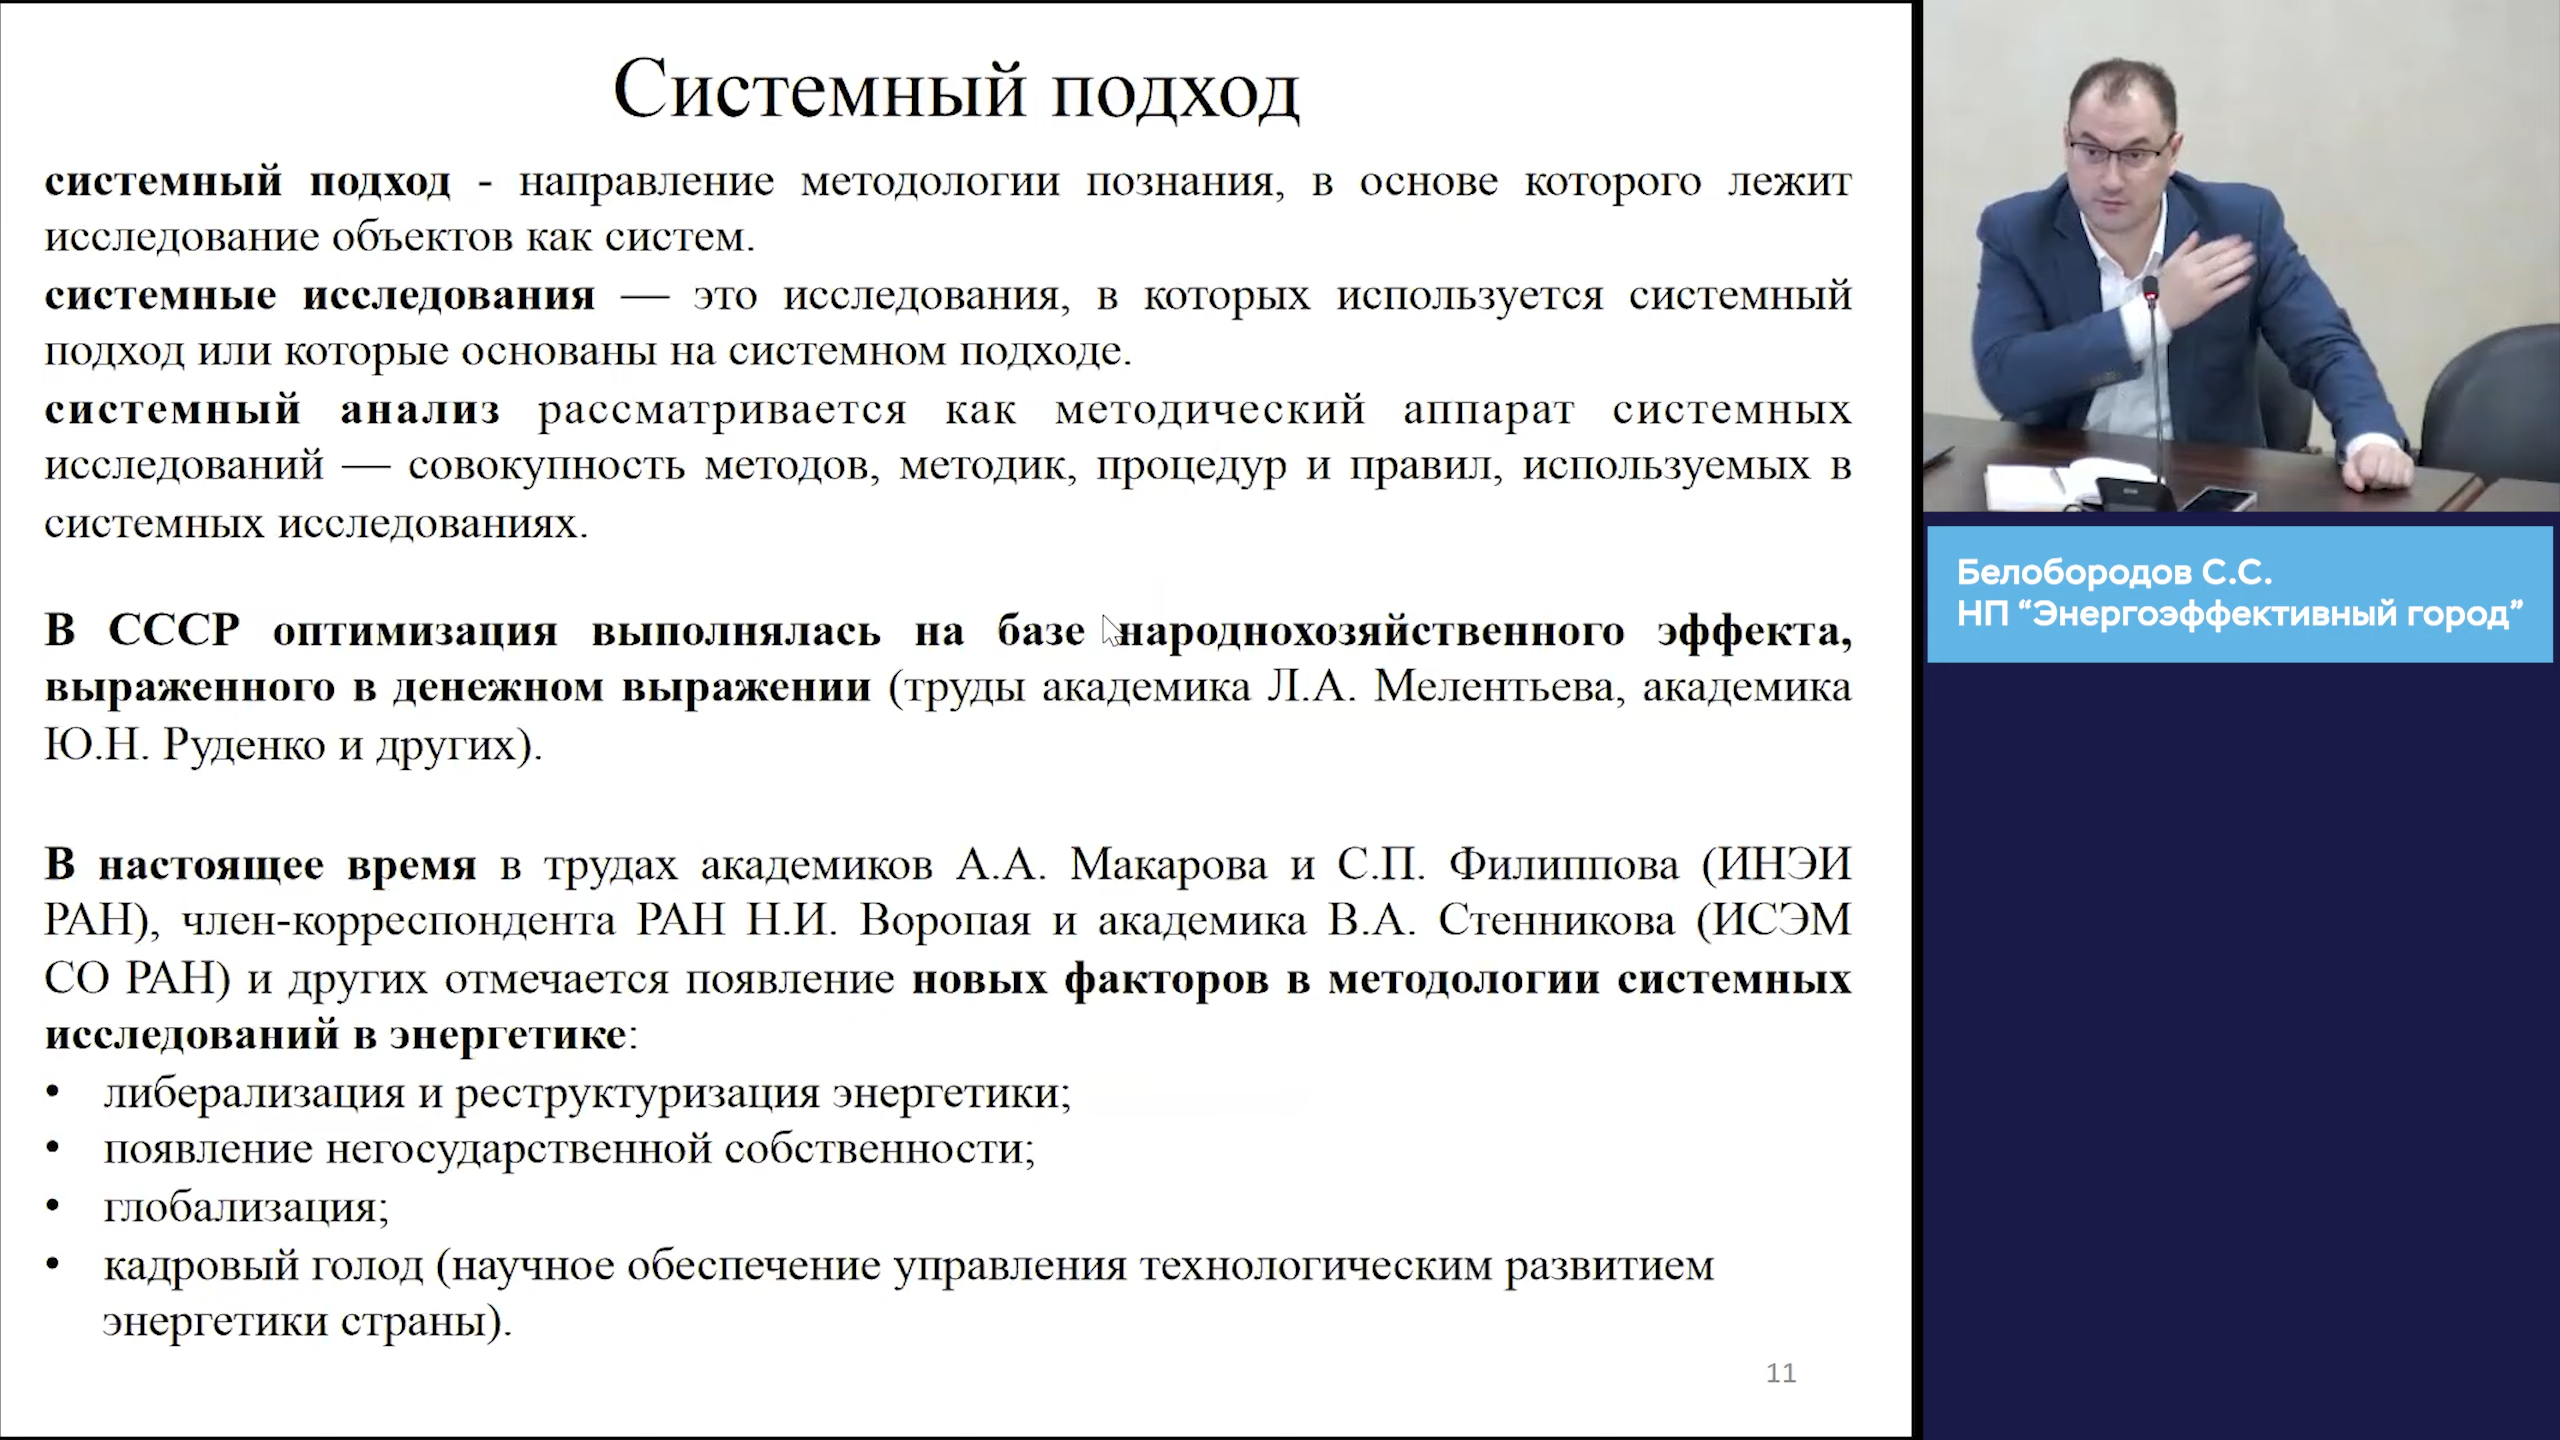 Системный подход
системный подход - направление методологии познания, в основе которого лежит
исследование объектов как систем.
системные исследования — это исследования, в которых используется системный
подход или которые основаны на системном подходе.
системный анализ рассматривается как методический аппарат системных
исследований — совокупность методов, методик, процедур и правил, используемых в
системных исследованиях.
В СССР оптимизация выполнялась на базе народнохозяйственного эффекта,
выраженного в денежном выражении (труды академика Л.А. Мелентьева, академика
Ю.Н. Руденко и других).
В настоящее время в трудах академиков А.А. Макарова и С.П. Филиппова (ИНЭИ
РАН), член-корреспондента РАН Н.И. Воропая и академика В.А. Стенникова (ИСЭМ
СО РАН) и других отмечается появление новых факторов в методологии системных
исследований в энергетике:
• либерализация и реструктуризация энергетики;
• появление негосударственной собственности;
• глобализация;
• кадровый голод (научное обеспечение управления технологическим развитием
энергетики страны).
11
Белобородов С.С.
НП “Энергоэффективный город”